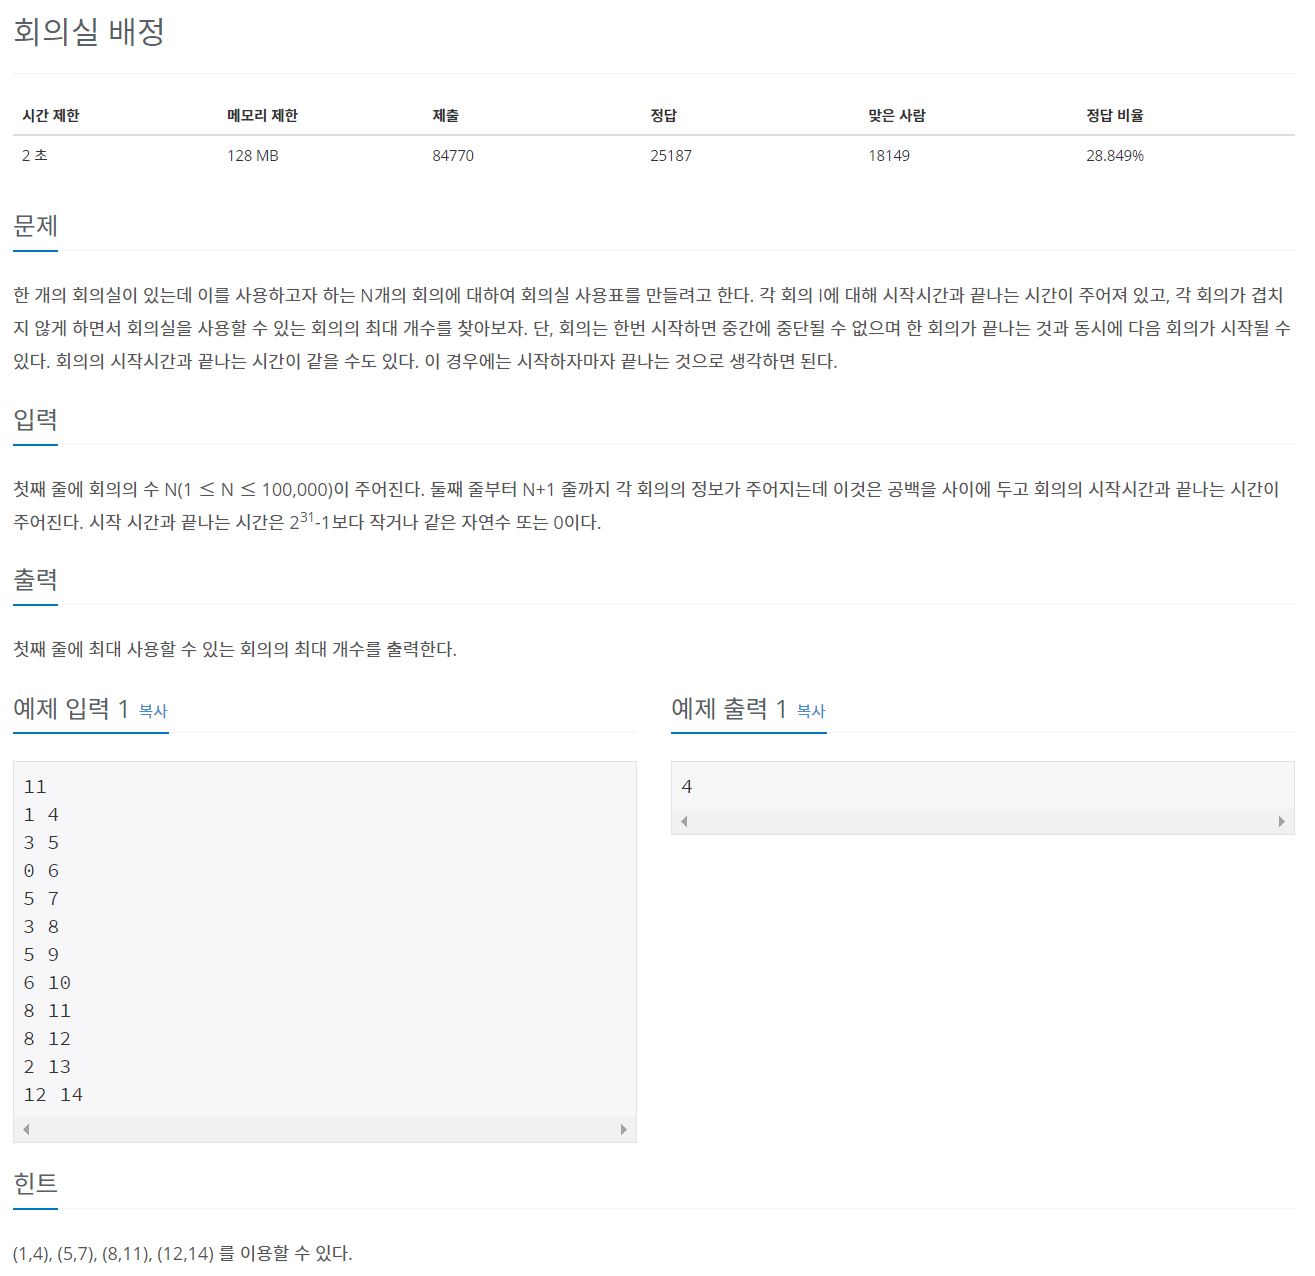 회의실 배정
시간 제한 메모리 제한 제출 정답 맞은 사람 정답 비율
2 초 128 MB 84770 25187 18149 28.849%
문제
한 개의 회의실이 있는데 이를 사용하고자 하는 N개의 회의에 대하여 회의실 사용표를 만들려고 한다. 각 회의 I에 대해 시작시간과 끝나는 시간이 주어져 있고, 각 회의가 겹치
지 않게 하면서 회의실을 사용할 수 있는 회의의 최대 개수를 찾아보자. 단, 회의는 한번 시작하면 중간에 중단될 수 없으며 한 회의가 끝나는 것과 동시에 다음 회의가 시작될 수
있다. 회의의 시작시간과 끝나는 시간이 같을 수도 있다. 이 경우에는 시작하자마자 끝나는 것으로 생각하면 된다.
입력
첫째 줄에 회의의 수 N(1 ≤ N ≤ 100,000)이 주어진다. 둘째 줄부터 N+1 줄까지 각 회의의 정보가 주어지는데 이것은 공백을 사이에 두고 회의의 시작시간과 끝나는 시간이
주어진다. 시작 시간과 끝나는 시간은 2³¹-1보다 작거나 같은 자연수 또는 0이다.
출력
첫째 줄에 최대 사용할 수 있는 회의의 최대 개수를 출력한다.
예제 입력 1 복사
11
1 4
3 5
0 6
5 7
3 8
5 9
6 10
8 11
8 12
2 13
12 14
예제 출력 1 복사
4
힌트
(1,4), (5,7), (8,11), (12,14) 를 이용할 수 있다.